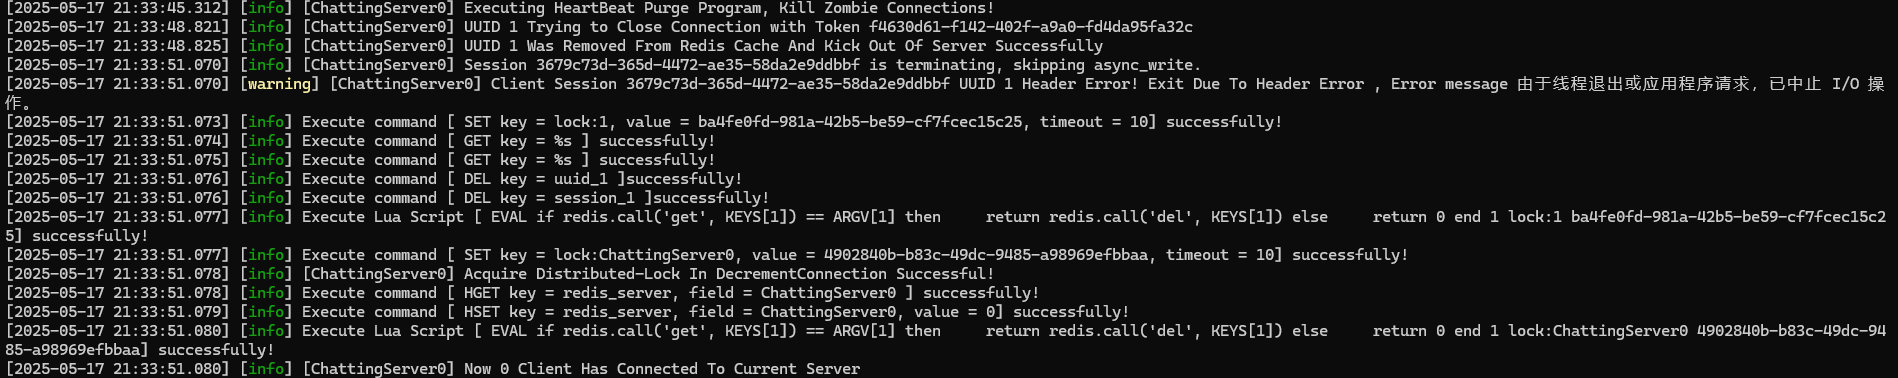 [2025-05-17 21:33:45.312] [info] [ChattingServer0] Executing HeartBeat Purge Program, Kill Zombie Connections!
[2025-05-17 21:33:48.821] [info] [ChattingServer0] UUID 1 Trying to Close Connection with Token f4630d61-f142-402f-a9a0-fd4da95fa32c
[2025-05-17 21:33:48.825] [info] [ChattingServer0] UUID 1 Was Removed From Redis Cache And Kick Out Of Server Successfully
[2025-05-17 21:33:51.070] [info] [ChattingServer0] Session 3679c73d-365d-4472-ae35-58da2e9ddbbf is terminating, skipping async_write.
[2025-05-17 21:33:51.070] [warning] [ChattingServer0] Client Session 3679c73d-365d-4472-ae35-58da2e9ddbbf UUID 1 Header Error! Exit Due To Header Error , Error message 由于线程退出或应用程序请求，已中止 I/O 操
作。
[2025-05-17 21:33:51.073] [info] Execute command [ SET key = lock:1, value = ba4fe0fd-981a-42b5-be59-cf7fcec15c25, timeout = 10] successfully!
[2025-05-17 21:33:51.074] [info] Execute command [ GET key = %s ] successfully!
[2025-05-17 21:33:51.075] [info] Execute command [ GET key = %s ] successfully!
[2025-05-17 21:33:51.076] [info] Execute command [ DEL key = uuid_1 ]successfully!
[2025-05-17 21:33:51.076] [info] Execute command [ DEL key = session_1 ]successfully!
[2025-05-17 21:33:51.077] [info] Execute Lua Script [ EVAL if redis.call('get', KEYS[1]) == ARGV[1] then     return redis.call('del', KEYS[1]) else     return 0 end 1 lock:1 ba4fe0fd-981a-42b5-be59-cf7fcec15c2
5] successfully!
[2025-05-17 21:33:51.077] [info] Execute command [ SET key = lock:ChattingServer0, value = 4902840b-b83c-49dc-9485-a98969efbbaa, timeout = 10] successfully!
[2025-05-17 21:33:51.078] [info] [ChattingServer0] Acquire Distributed-Lock In DecrementConnection Successful!
[2025-05-17 21:33:51.078] [info] Execute command [ HGET key = redis_server, field = ChattingServer0 ] successfully!
[2025-05-17 21:33:51.079] [info] Execute command [ HSET key = redis_server, field = ChattingServer0, value = 0] successfully!
[2025-05-17 21:33:51.080] [info] Execute Lua Script [ EVAL if redis.call('get', KEYS[1]) == ARGV[1] then     return redis.call('del', KEYS[1]) else     return 0 end 1 lock:ChattingServer0 4902840b-b83c-49dc-94
85-a98969efbbaa] successfully!
[2025-05-17 21:33:51.080] [info] [ChattingServer0] Now 0 Client Has Connected To Current Server